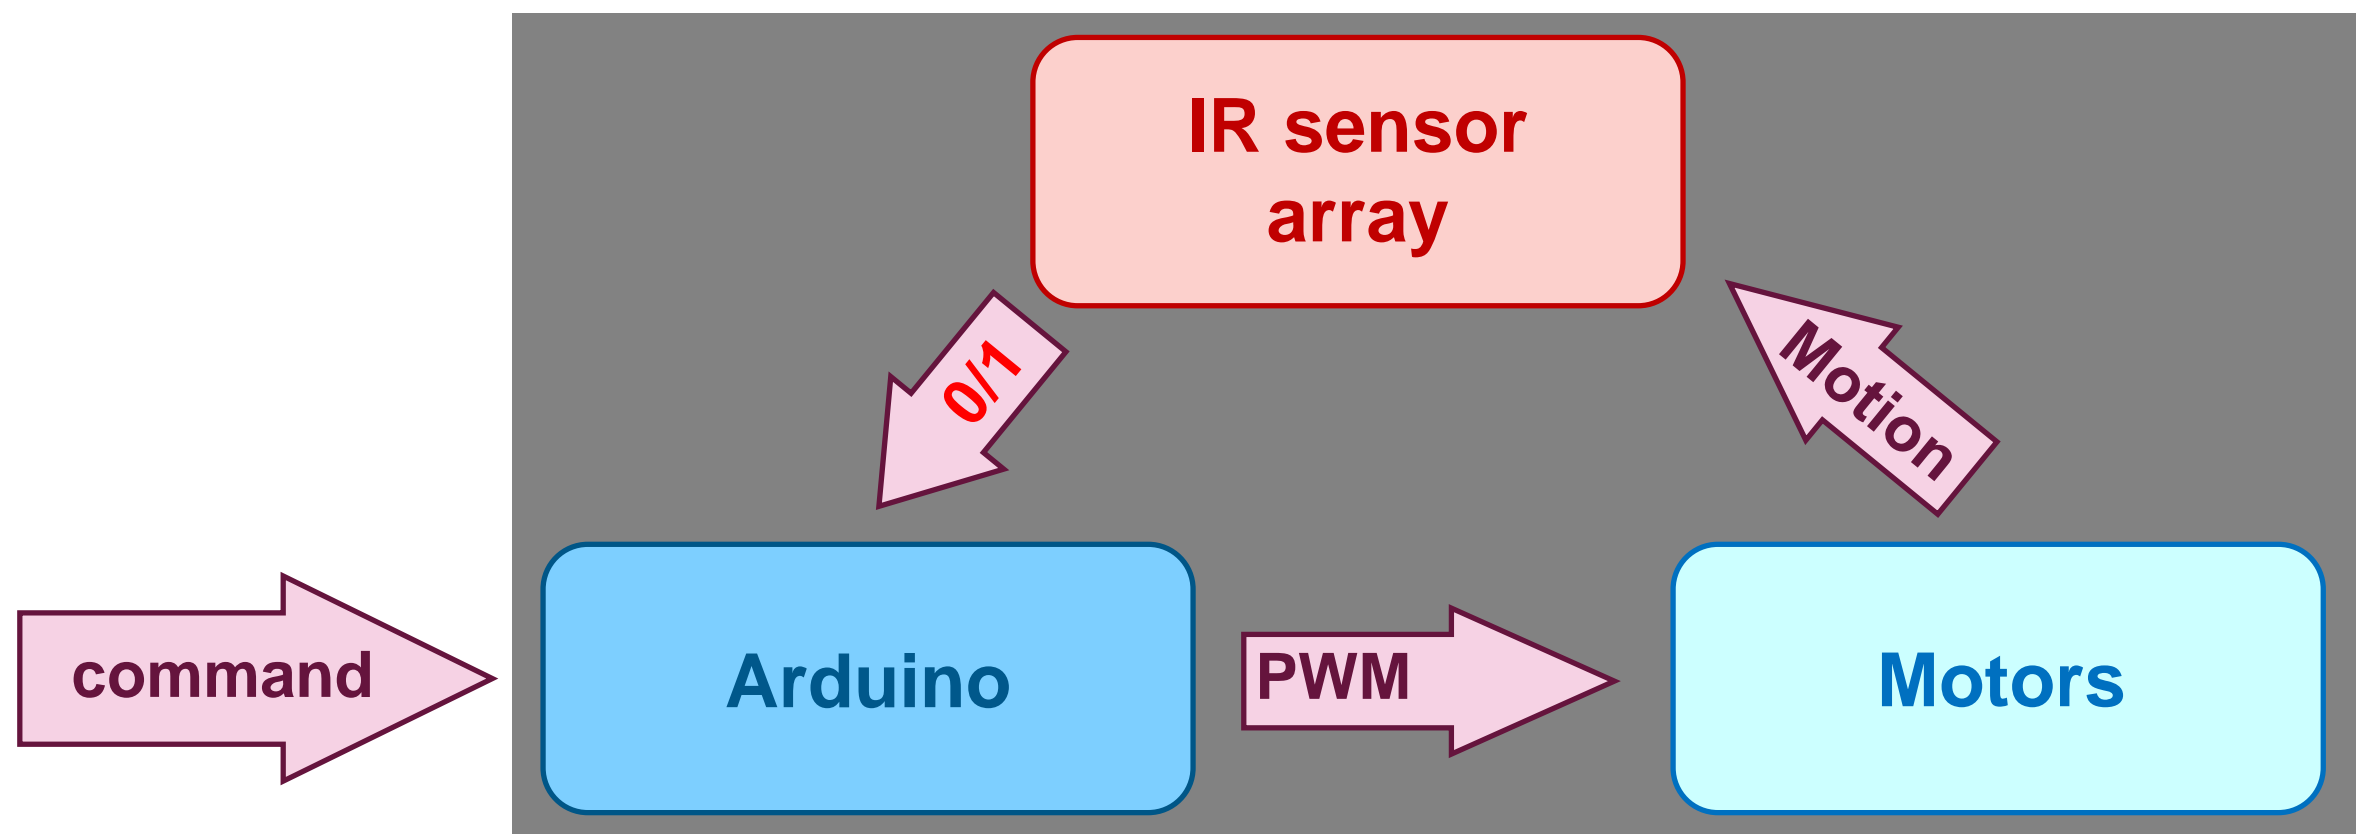 IR sensor
array
0/1
Motion
command
Arduino
PWM
Motors